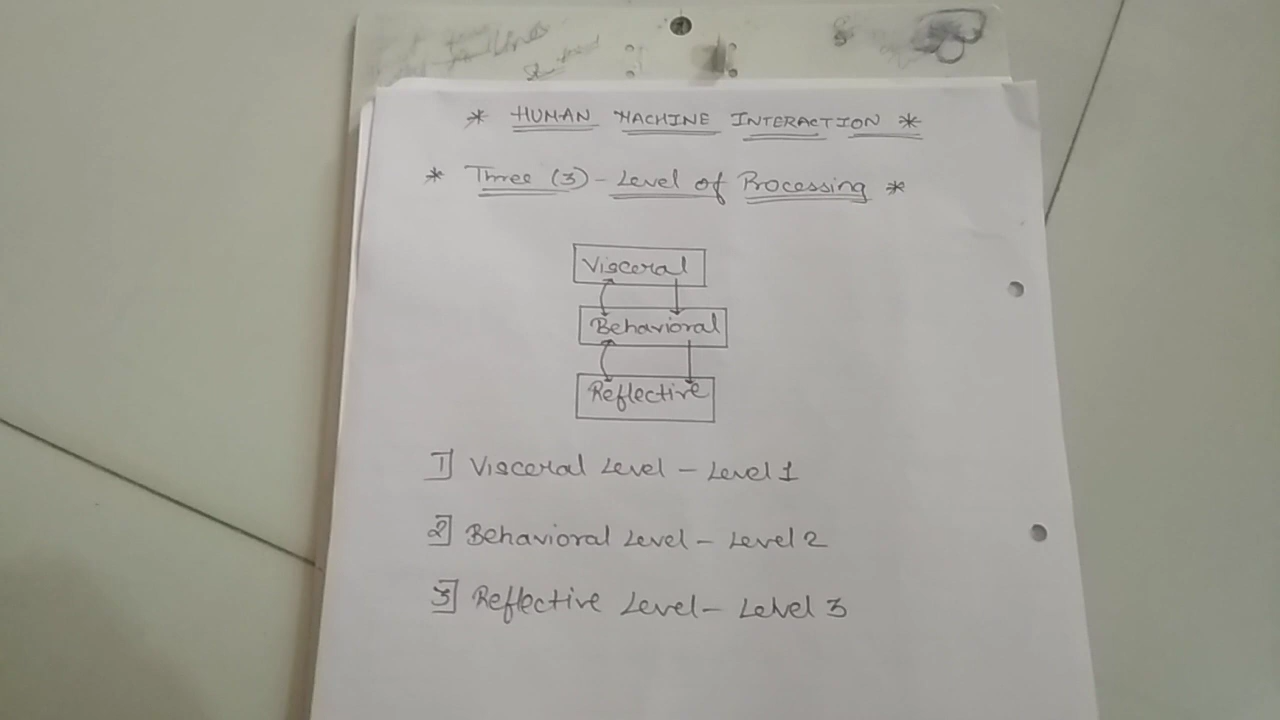 * HUMAN MACHINE INTERACTION *
* Three (3) - Level of Processing *
Visceral
Behavioral
Reflective
1] Visceral Level - Level 1
2] Behavioral Level - Level 2
3] Reflective Level - Level 3